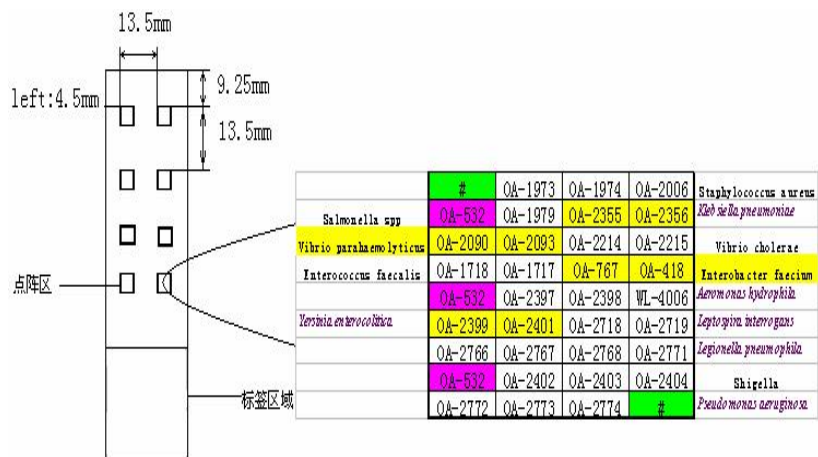 13.5mm
9.25mm
left:4.5mm
13.5mm
# OA-1973 OA-1974 OA-2006 Staphylococcus aureus
Salmonella spp OA-532 OA-1979 OA-2355 OA-2356 Klebsiella pneumoniae
Vibrio parahaemolyticus OA-2090 OA-2093 OA-2214 OA-2215 Vibrio cholerae
点阵区 Enterococcus faecalis OA-1718 OA-1717 OA-767 OA-418 Enterobacter faecium
OA-532 OA-2397 OA-2398 WL-4006 Aeromonas hydrophila
Yersinia enterocolitica OA-2399 OA-2401 OA-2718 OA-2719 Leptospira interrogans
OA-2766 OA-2767 OA-2768 OA-2771 Legionella pneumophila
OA-532 OA-2402 OA-2403 OA-2404 Shigella
标签区域 OA-2772 OA-2773 OA-2774 # Pseudomonas aeruginosa